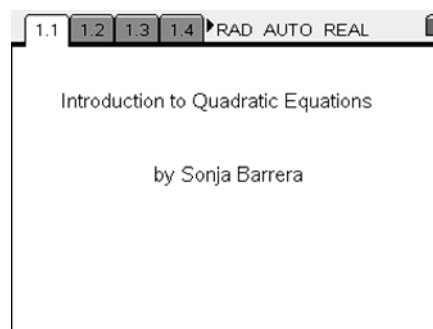 1.1 1.2 1.3 1.4 RAD AUTO REAL
Introduction to Quadratic Equations
by Sonja Barrera